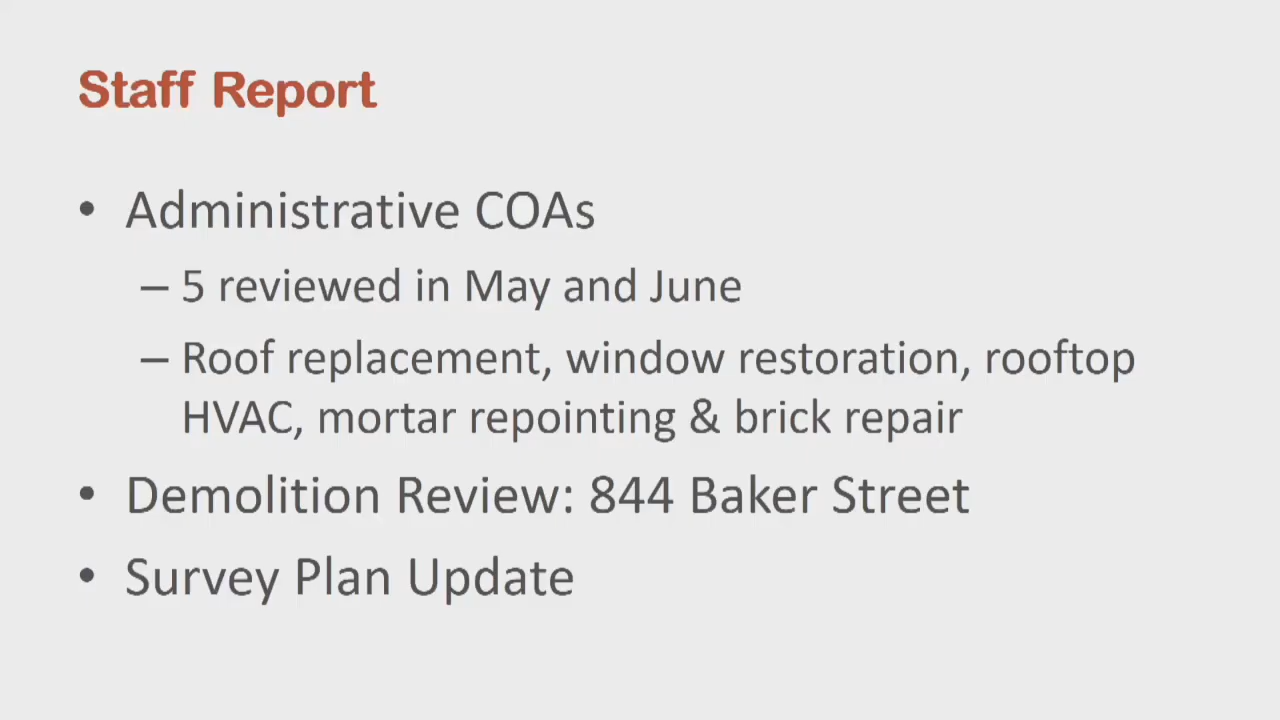 Staff Report
• Administrative COAs
– 5 reviewed in May and June
– Roof replacement, window restoration, rooftop
HVAC, mortar repointing & brick repair
• Demolition Review: 844 Baker Street
• Survey Plan Update